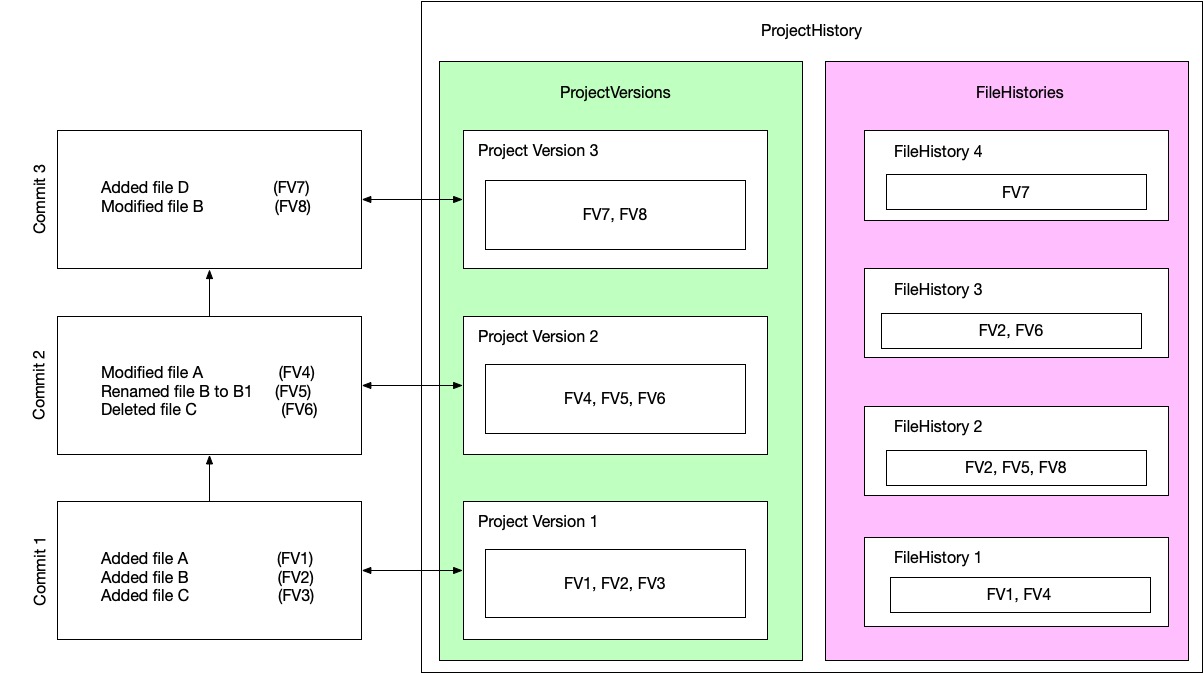 ProjectHistory
ProjectVersions
FileHistories
Commit 3
Added file D (FV7)
Modified file B (FV8)
Project Version 3
FV7, FV8
FileHistory 4
FV7
Commit 2
Modified file A (FV4)
Renamed file B to B1 (FV5)
Deleted file C (FV6)
Project Version 2
FV4, FV5, FV6
FileHistory 3
FV2, FV6
FileHistory 2
FV2, FV5, FV8
Commit 1
Added file A (FV1)
Added file B (FV2)
Added file C (FV3)
Project Version 1
FV1, FV2, FV3
FileHistory 1
FV1, FV4